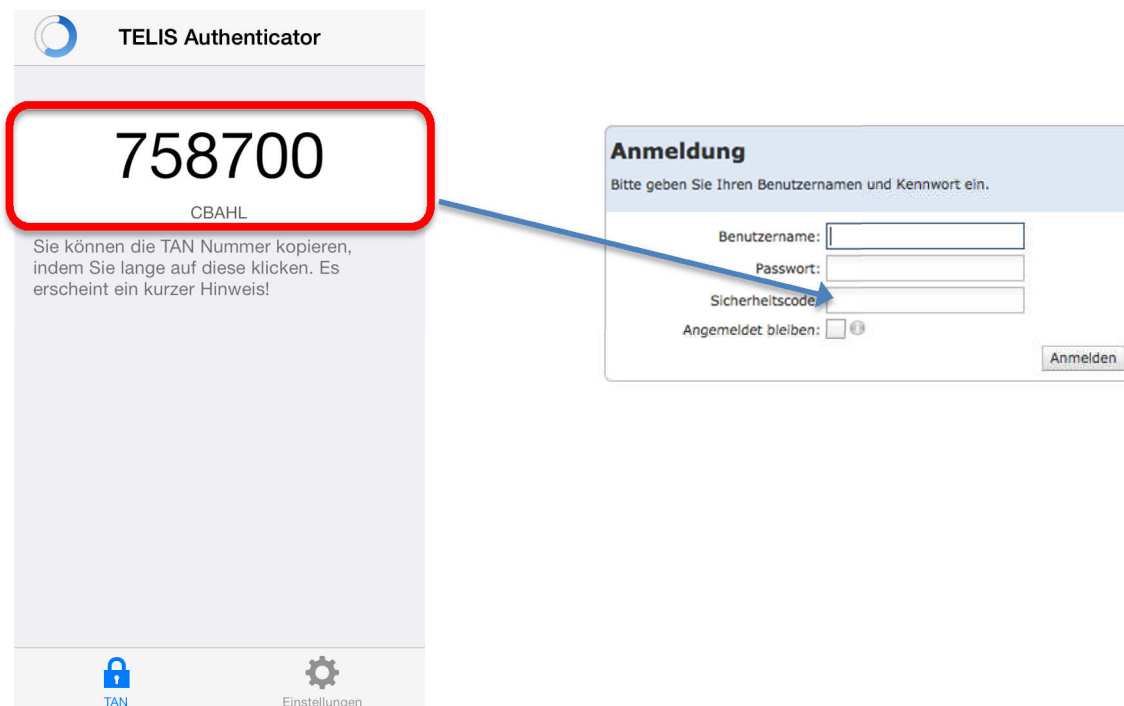 TELIS Authenticator
758700
CBAHL
Sie können die TAN Nummer kopieren,
indem Sie lange auf diese klicken. Es
erscheint ein kurzer Hinweis!
TAN
Einstellungen
Anmeldung
Bitte geben Sie Ihren Benutzernamen und Kennwort ein.
Benutzername:
Passwort:
Sicherheitscode
Angemeldet bleiben:
Anmelden